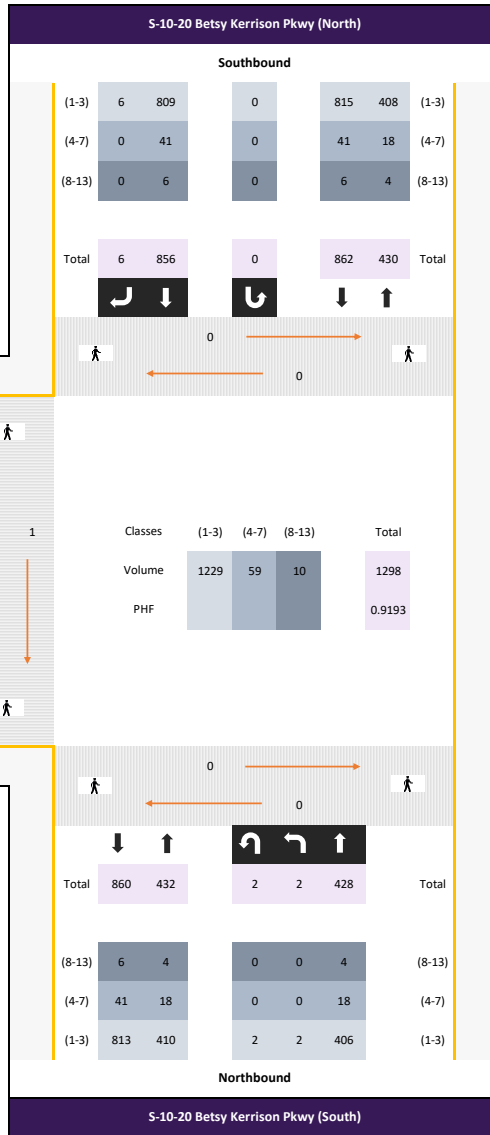 S-10-20 Betsy Kerrison Pkwy (North)
Southbound
(1-3) 6 809 0 815 408 (1-3)
(4-7) 0 41 0 41 18 (4-7)
(8-13) 0 6 0 6 4 (8-13)
Total 6 856 0 862 430 Total
0
0
1
Classes (1-3) (4-7) (8-13) Total
Volume 1229 59 10 1298
PHF 0.9193
0
0
Total 860 432 2 2 428 Total
(8-13) 6 4 0 0 4 (8-13)
(4-7) 41 18 0 0 18 (4-7)
(1-3) 813 410 2 2 406 (1-3)
Northbound
S-10-20 Betsy Kerrison Pkwy (South)